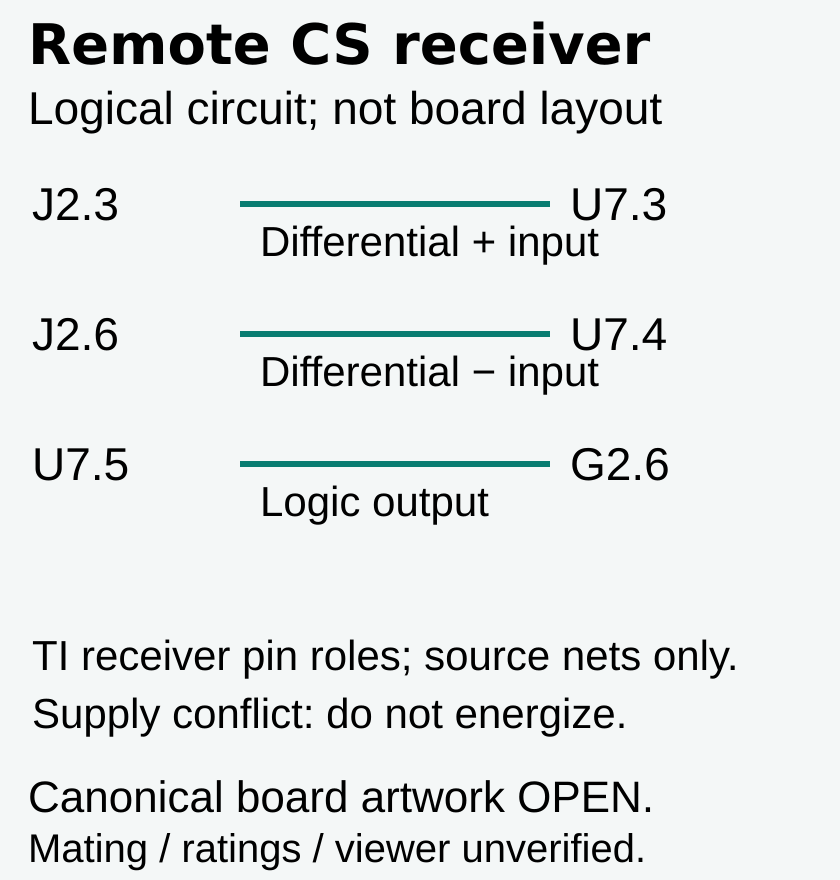 Remote CS receiver
Logical circuit; not board layout
J2.3 U7.3
Differential + input
J2.6 U7.4
Differential − input
U7.5 G2.6
Logic output
TI receiver pin roles; source nets only.
Supply conflict: do not energize.
Canonical board artwork OPEN.
Mating / ratings / viewer unverified.